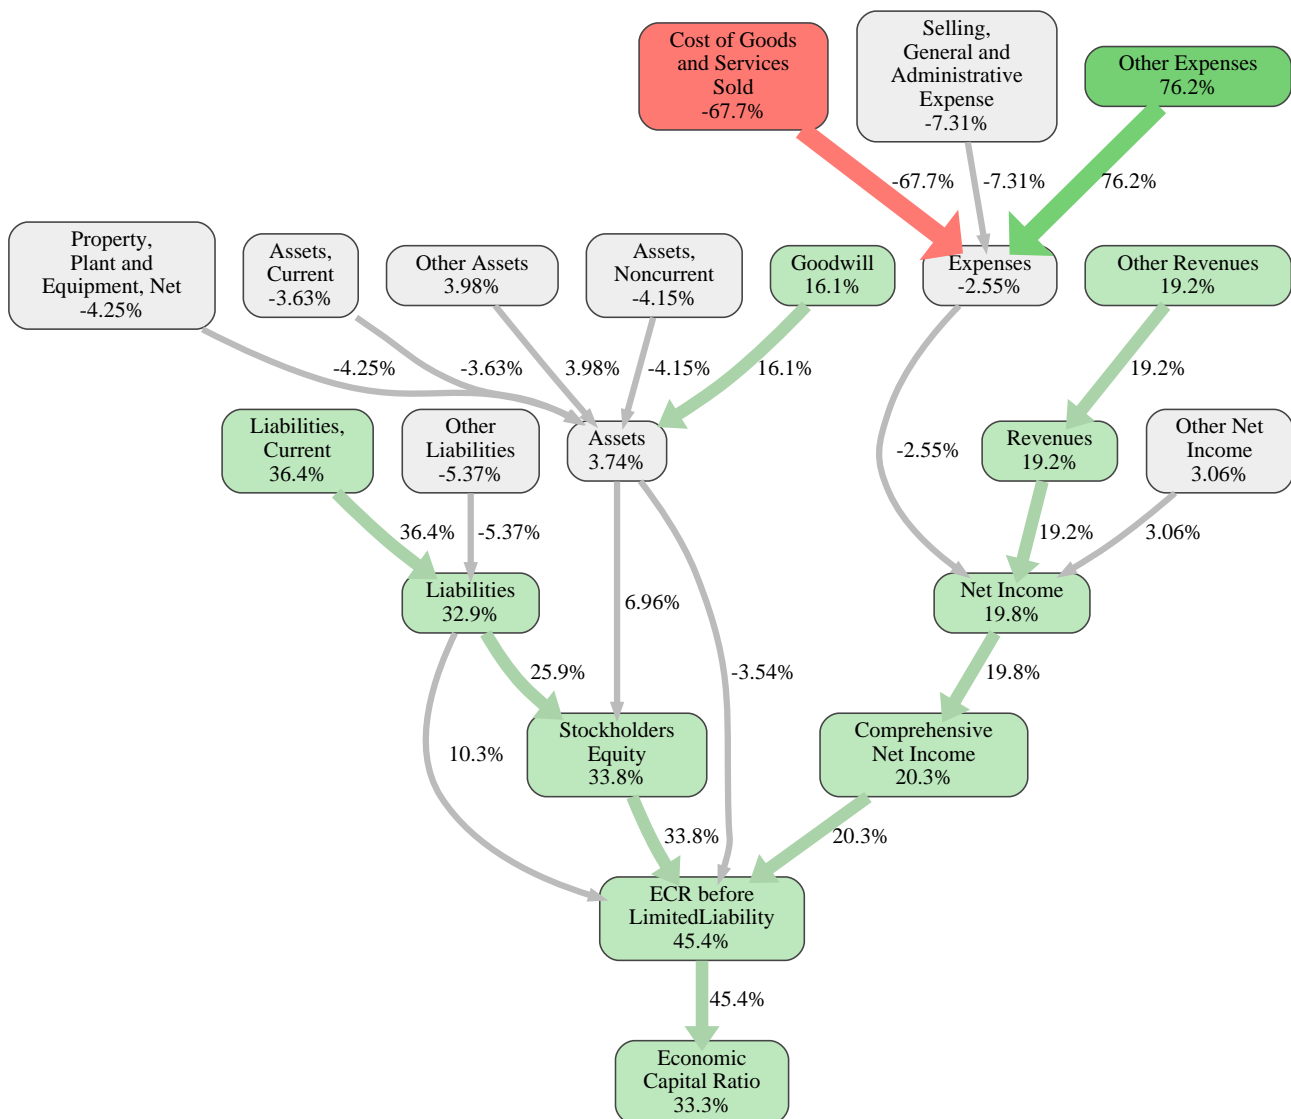 Cost of Goods
and Services
Sold
-67.7%
Selling,
General and
Administrative
Expense
-7.31%
Other Expenses
76.2%
-67.7%
-7.31%
76.2%
Property,
Plant and
Equipment, Net
-4.25%
Assets,
Current
-3.63%
Other Assets
3.98%
Assets,
Noncurrent
-4.15%
Goodwill
16.1%
Expenses
-2.55%
Other Revenues
19.2%
-4.25%
-3.63%
3.98%
-4.15%
16.1%
19.2%
Liabilities,
Current
36.4%
Other
Liabilities
-5.37%
Assets
3.74%
-2.55%
Revenues
19.2%
Other Net
Income
3.06%
36.4%
-5.37%
19.2%
3.06%
Liabilities
32.9%
6.96%
Net Income
19.8%
25.9%
-3.54%
19.8%
10.3%
Stockholders
Equity
33.8%
Comprehensive
Net Income
20.3%
33.8%
20.3%
ECR before
LimitedLiability
45.4%
45.4%
Economic
Capital Ratio
33.3%